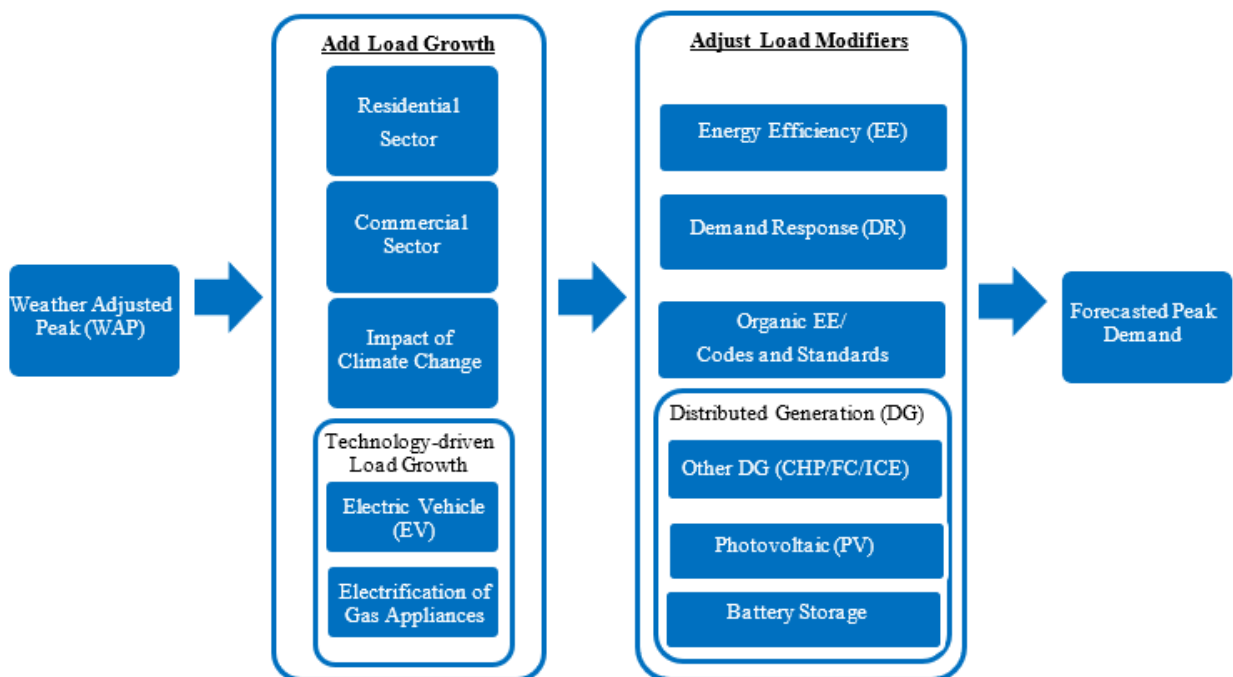 Weather Adjusted
Peak (WAP)
Add Load Growth
Residential
Sector
Commercial
Sector
Impact of
Climate Change
Technology-driven
Load Growth
Electric Vehicle
(EV)
Electrification of
Gas Appliances
Adjust Load Modifiers
Energy Efficiency (EE)
Demand Response (DR)
Organic EE/
Codes and Standards
Distributed Generation (DG)
Other DG (CHP/FC/ICE)
Photovoltaic (PV)
Battery Storage
Forecasted Peak
Demand